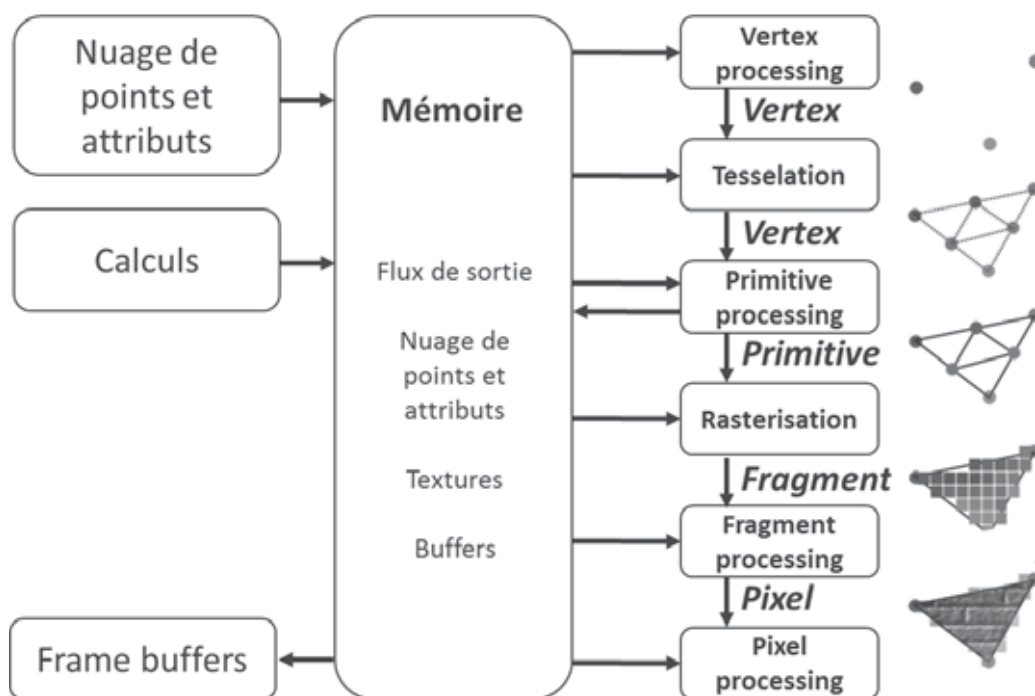 Nuage de
points et
attributs
Calculs
Frame buffers
Mémoire
Flux de sortie
Nuage de
points et
attributs
Textures
Buffers
Vertex
processing
Vertex
Tesselation
Vertex
Primitive
processing
Primitive
Rasterisation
Fragment
Fragment
processing
Pixel
Pixel
processing